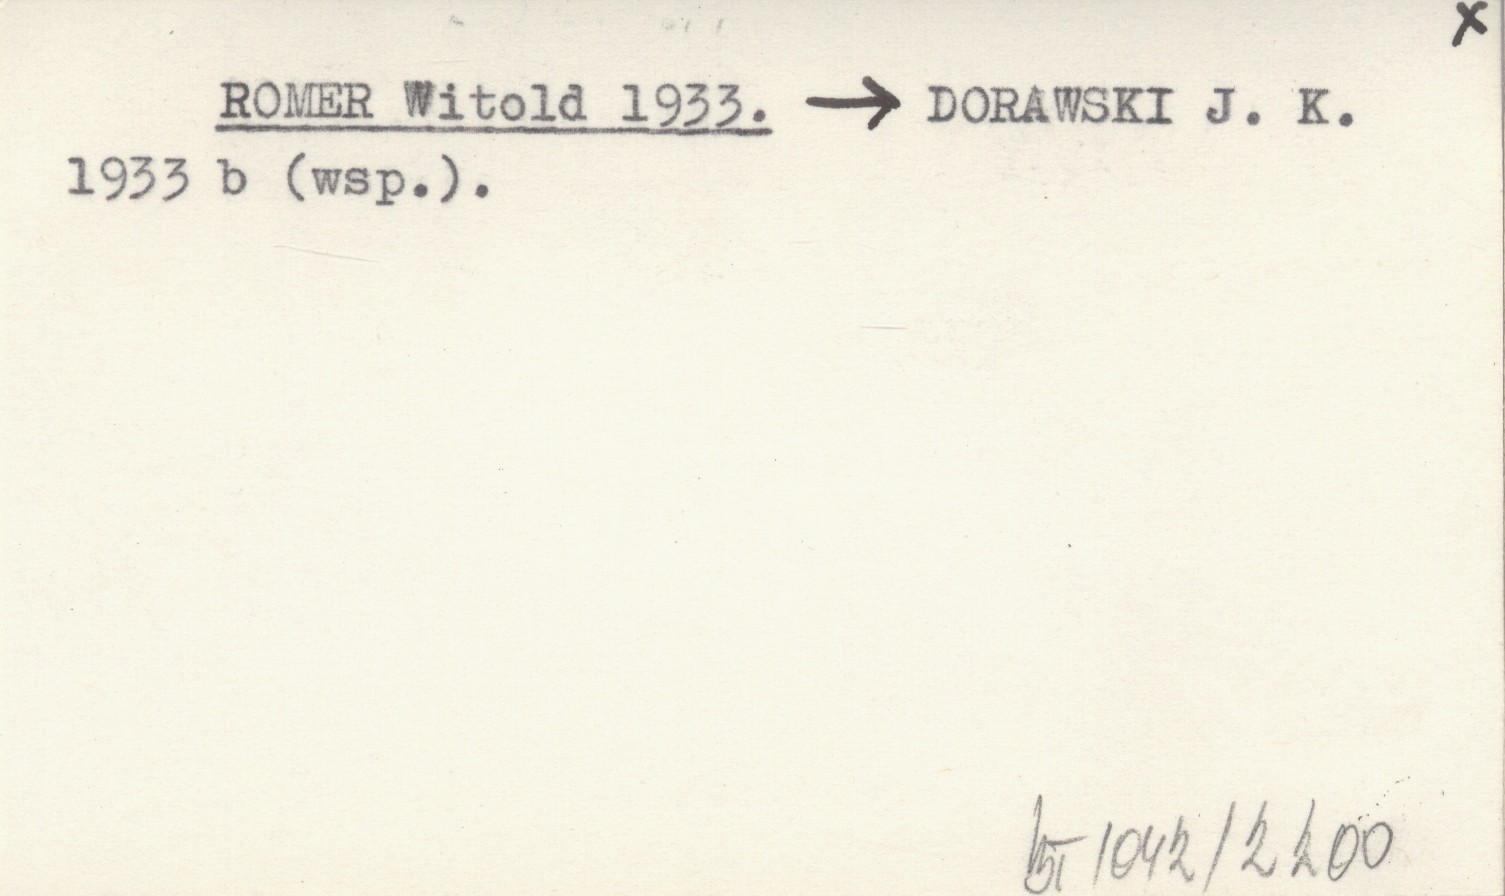 x
ROMER Witold 1933. → DORAWSKI J. K.
1933 b (wsp.).
/1042/2200